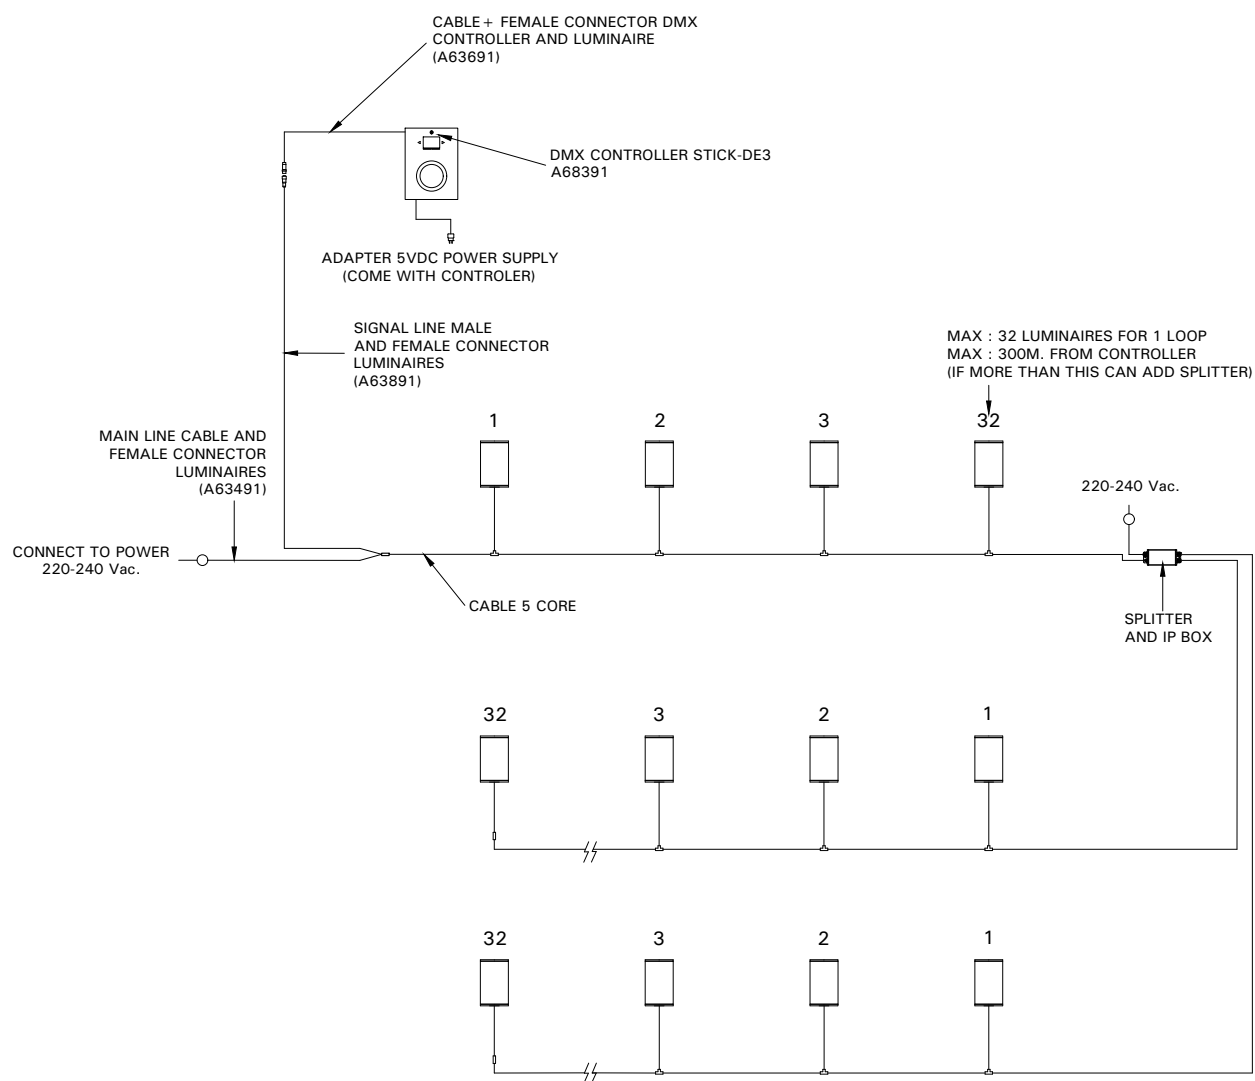 CABLE+ FEMALE CONNECTOR DMX
CONTROLLER AND LUMINAIRE
(A63691)
DMX CONTROLLER STICK-DE3
A68391
ADAPTER 5VDC POWER SUPPLY
(COME WITH CONTROLER)
SIGNAL LINE MALE
AND FEMALE CONNECTOR
LUMINAIRES
(A63891)
MAX : 32 LUMINAIRES FOR 1 LOOP
MAX : 300M. FROM CONTROLLER
(IF MORE THAN THIS CAN ADD SPLITTER)
MAIN LINE CABLE AND
FEMALE CONNECTOR
LUMINAIRES
(A63491)
1 2 3 32
220-240 Vac.
CONNECT TO POWER
220-240 Vac.
CABLE 5 CORE
SPLITTER
AND IP BOX
32 3 2 1
32 3 2 1